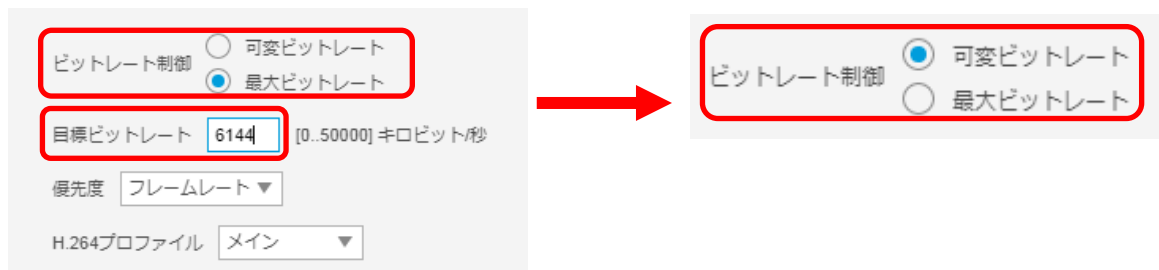 ビットレート制御
可変ビットレート
最大ビットレート
目標ビットレート 6144 [0..50000] キロビット/秒
優先度 フレームレート
H.264プロファイル メイン
ビットレート制御
可変ビットレート
最大ビットレート